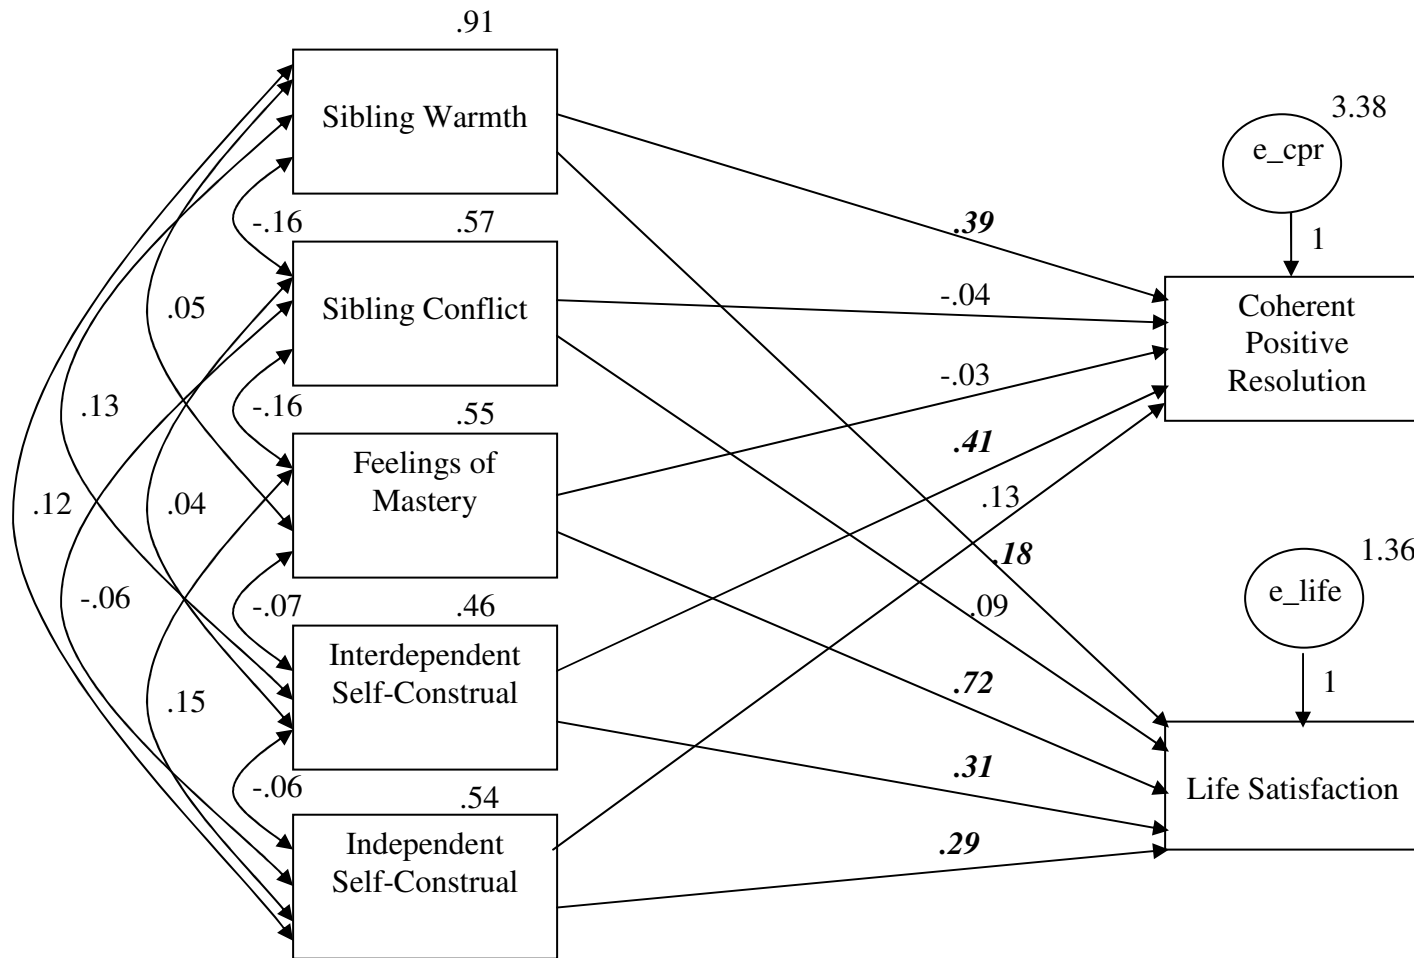 .91
Sibling Warmth
3.38
e_cpr
-.16
.57
.39
1
Sibling Conflict
.05
-.04
Coherent
Positive
Resolution
-.03
.13
-.16
.55
.41
Feelings of
Mastery
.12
.04
.13
.18
1.36
e_life
-.06
-.07
.46
.09
Interdependent
Self-Construal
.15
.72
1
.31
-.06
.54
Life Satisfaction
Independent
Self-Construal
.29